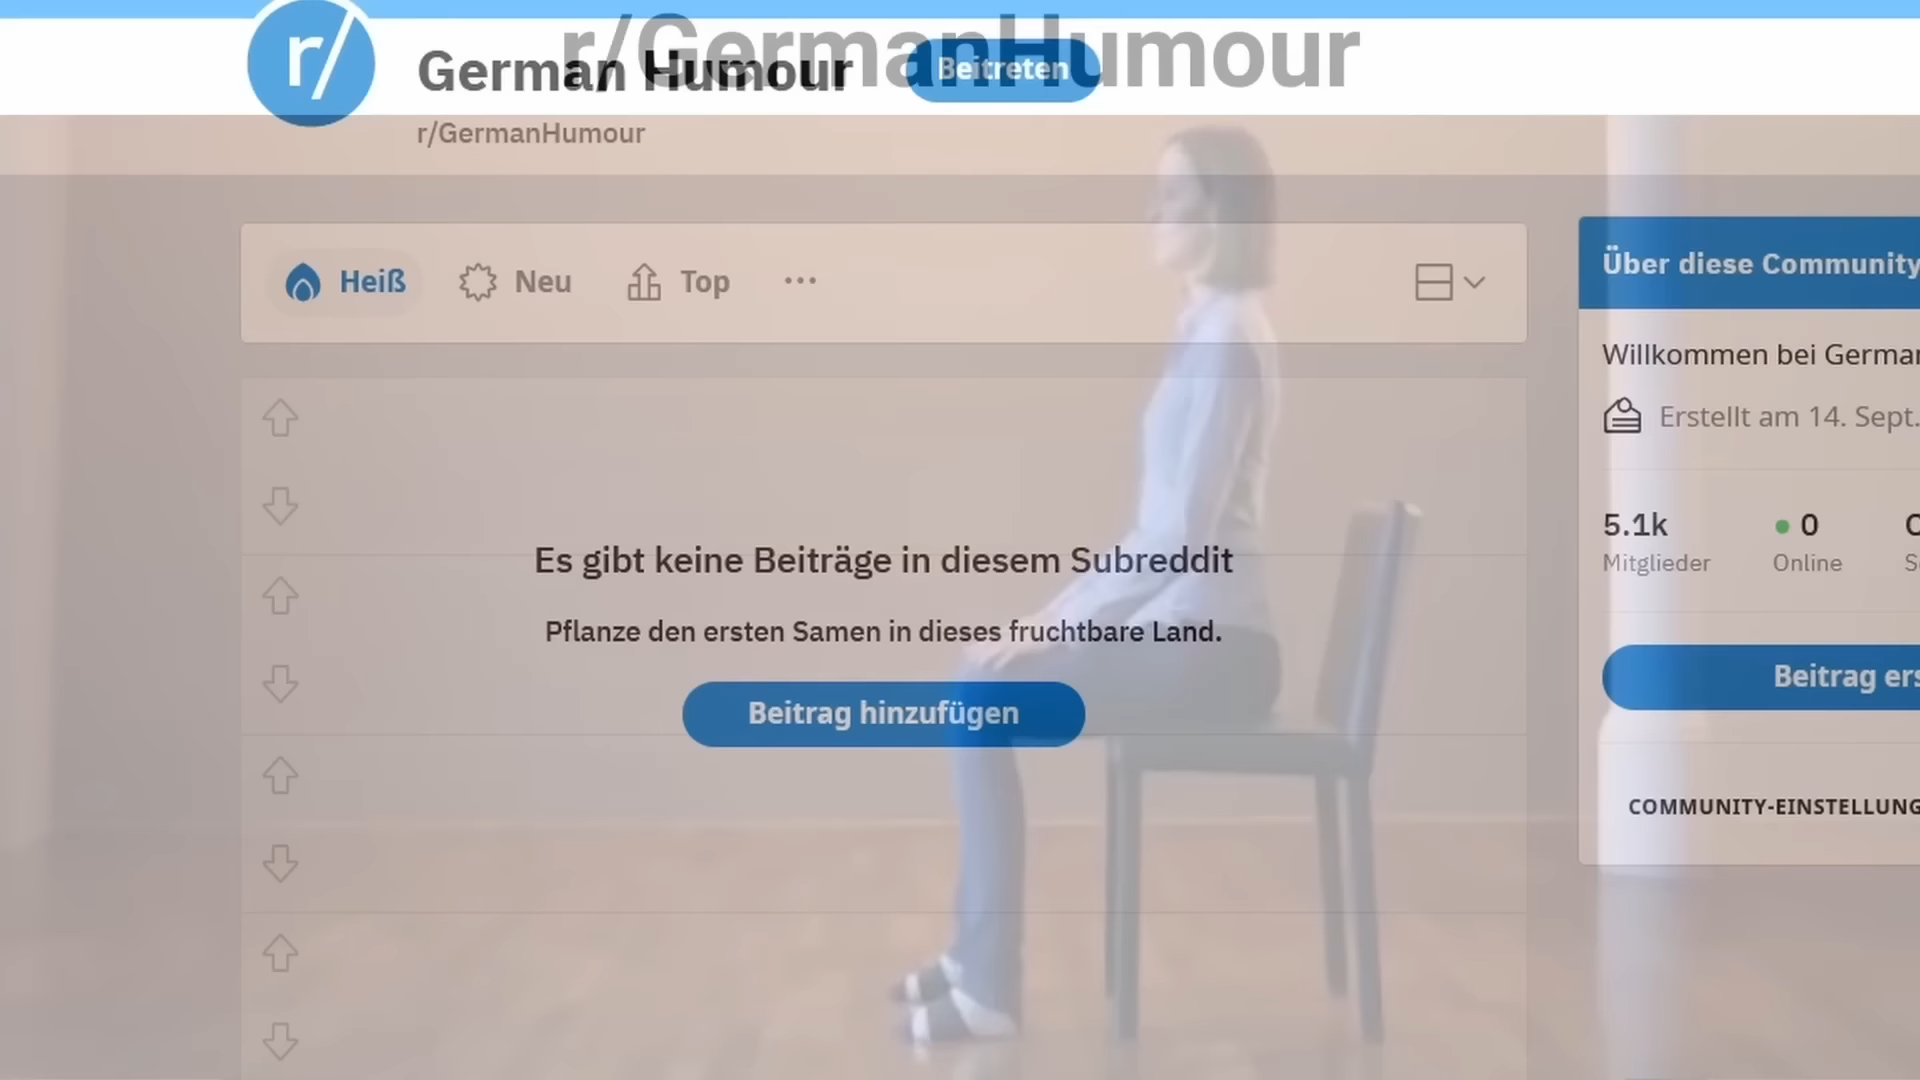 r/GermanHumour
r/
German Humour
Beitreten
r/GermanHumour
Heiß
Neu
Top
Über diese Community
Willkommen bei German
Erstellt am 14. Sept.
5.1k
0
Mitglieder
Online
Es gibt keine Beiträge in diesem Subreddit
Pflanze den ersten Samen in dieses fruchtbare Land.
Beitrag hinzufügen
Beitrag ers
COMMUNITY-EINSTELLUNG